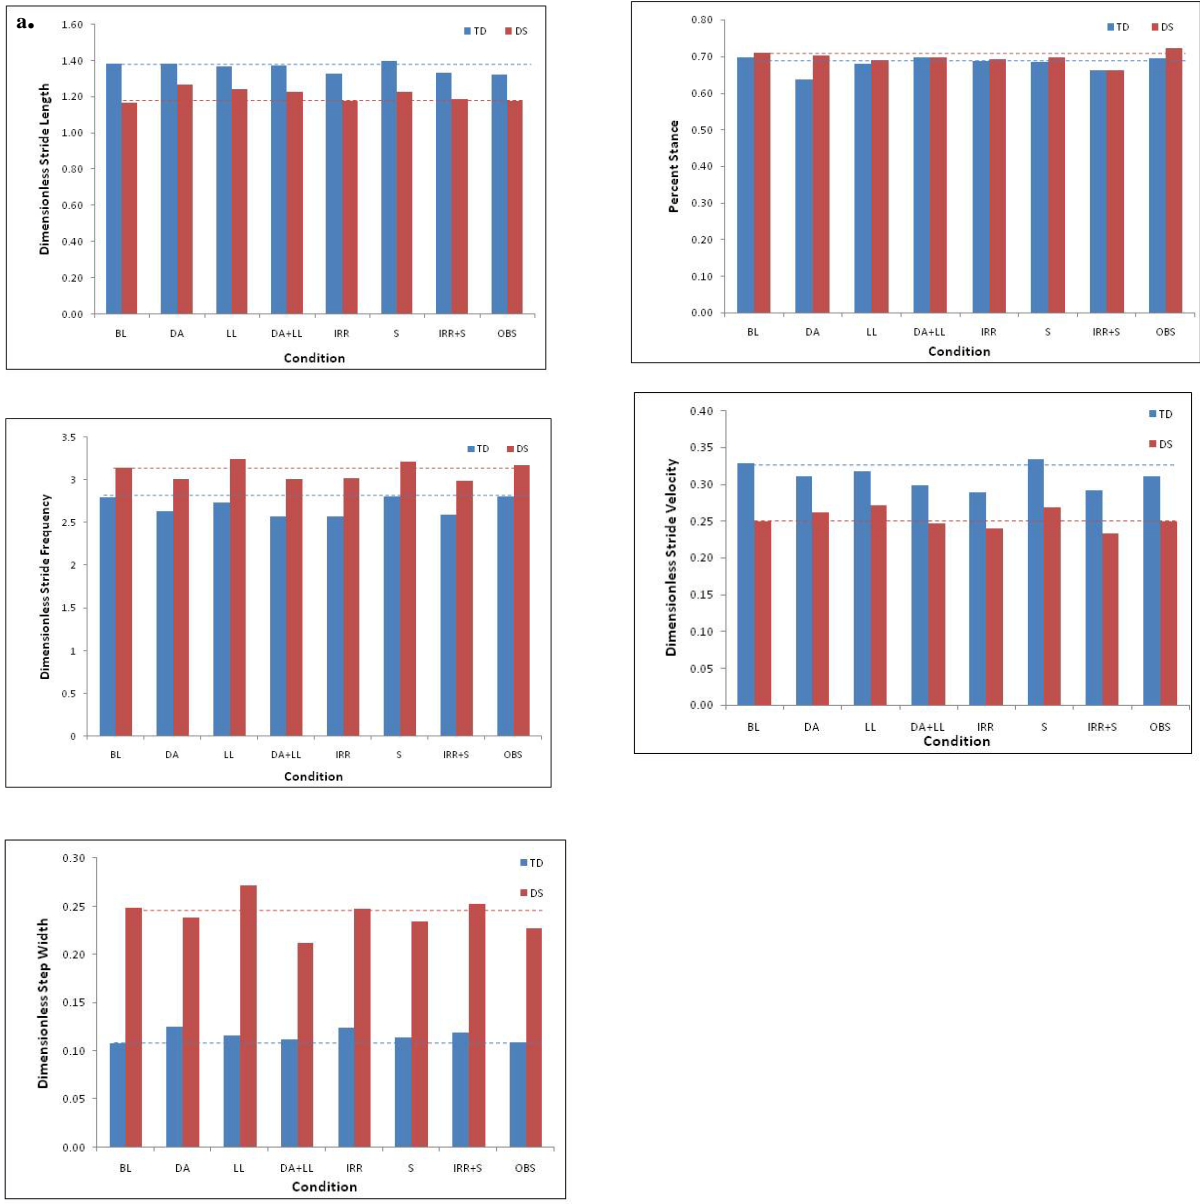 a.
TD DS
1.60
1.40
1.20
1.00
0.80
0.60
0.40
0.20
0.00
Dimensionless Stride Length
BL DA LL DA+LL IRR S IRR+S OBS
Condition
TD DS
0.80
0.70
0.60
0.50
0.40
0.30
0.20
0.10
0.00
Percent Stance
BL DA LL DA+LL IRR S IRR+S OBS
Condition
TD DS
3.5
3
2.5
2
1.5
1
0.5
0
Dimensionless Stride Frequency
BL DA LL DA+LL IRR S IRR+S OBS
Condition
TD
DS
0.40
0.35
0.30
0.25
0.20
0.15
0.10
0.05
0.00
Dimensionless Stride Velocity
BL DA LL DA+LL IRR S IRR+S OBS
Condition
TD
DS
0.30
0.25
0.20
0.15
0.10
0.05
0.00
Dimensionless Step Width
BL DA LL DA+LL IRR S IRR+S OBS
Condition